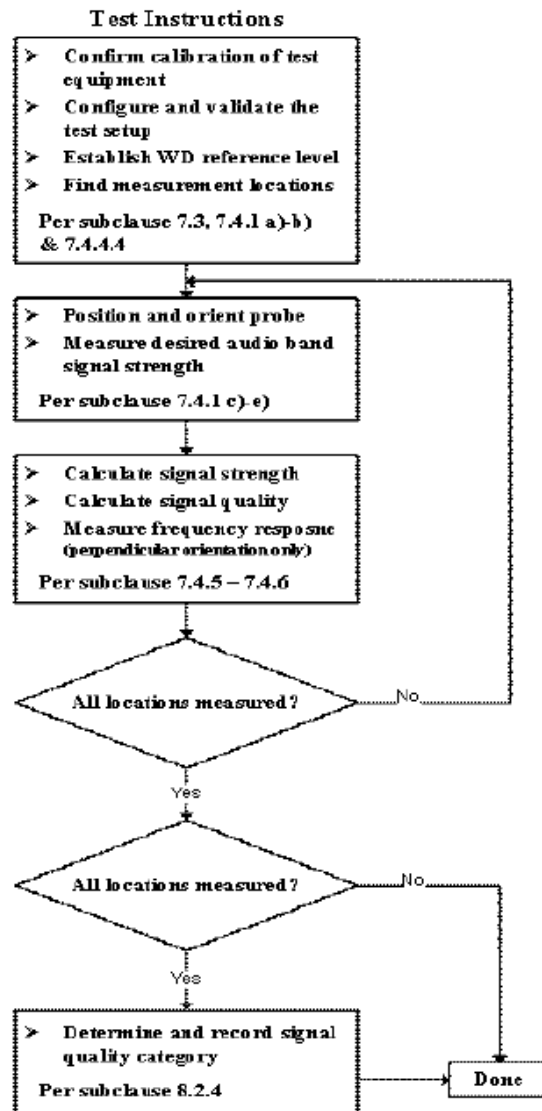 Test Instructions
➤ Confirm calibration of test
equipment
➤ Configure and validate the
test setup
➤ Establish WD reference level
➤ Find measurement locations
Per subclause 7.3, 7.4.1 a)-b)
& 7.4.4.4
➤ Position and orient probe
➤ Measure desired audio band
signal strength
Per subclause 7.4.1 c)-e)
➤ Calculate signal strength
➤ Calculate signal quality
➤ Measure frequency resposne
(perpendicular orientation only)
Per subclause 7.4.5 – 7.4.6
All locations measured?
No
Yes
All locations measured?
No
Yes
➤ Determine and record signal
quality category
Per subclause 8.2.4
Done